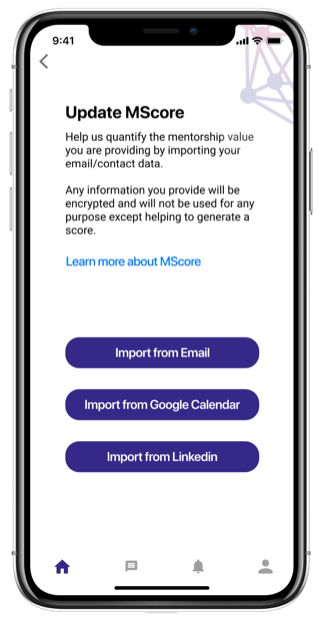 9:41
Update MScore
Help us quantify the mentorship value
you are providing by importing your
email/contact data.
Any information you provide will be
encrypted and will not be used for any
purpose except helping to generate a
score.
Learn more about MScore
Import from Email
Import from Google Calendar
Import from Linkedin